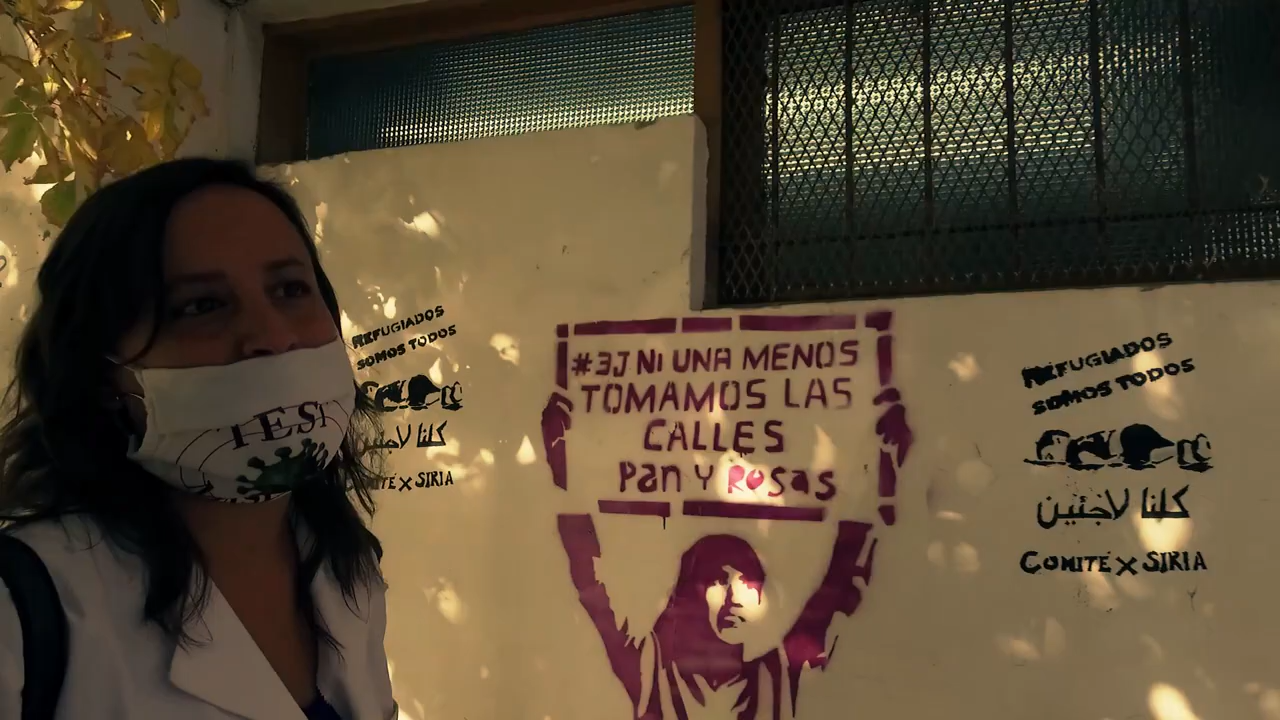 REFUGIADOS
SOMOS TODOS
كلنا لاجئين
COMITE X SIRIA
#3J NI UNA MENOS
TOMAMOS LAS
CALLES
Pan Y Rosas
REFUGIADOS
SOMOS TODOS
كلنا لاجئين
COMITE X SIRIA